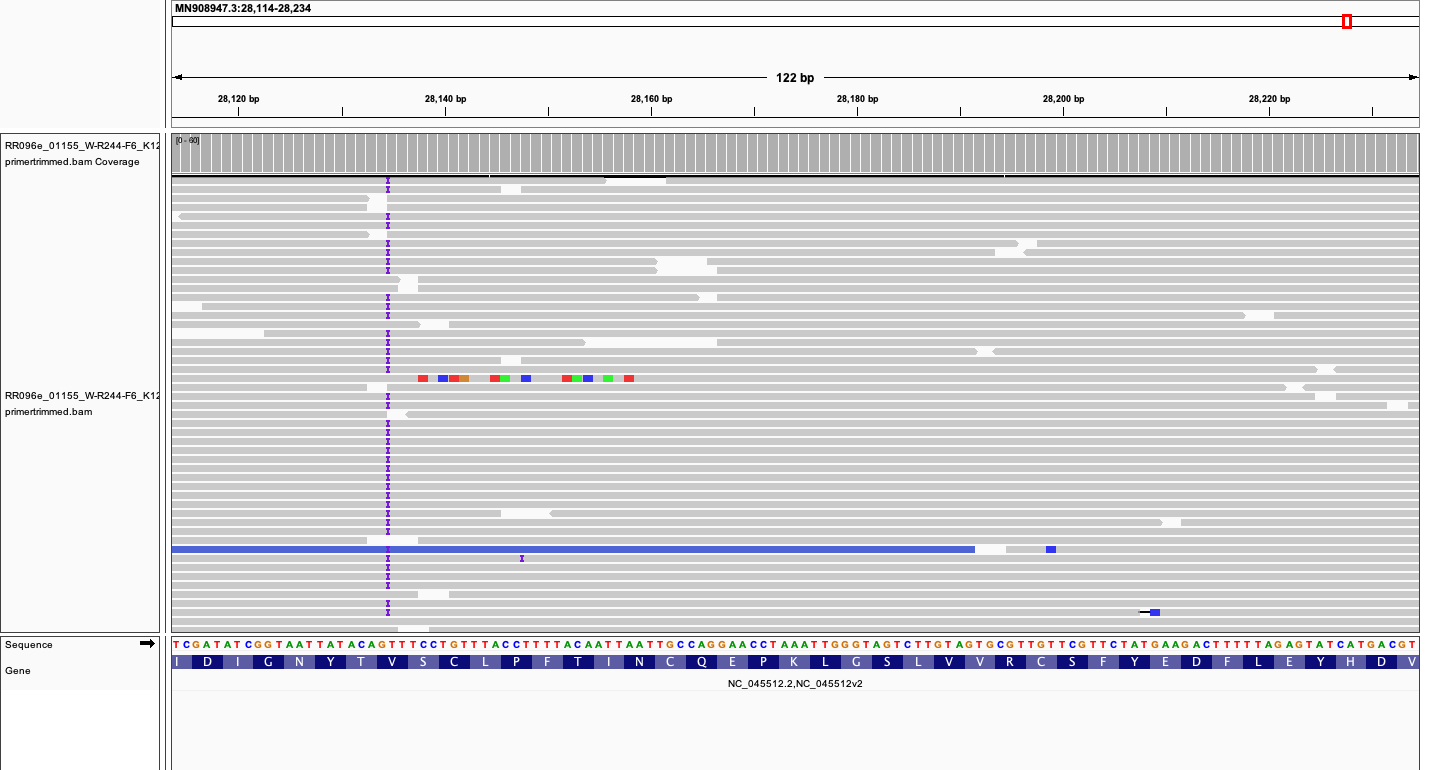 MN908947.3:28,114-28,234
122 bp
28,120 bp 28,140 bp 28,160 bp 28,180 bp 28,200 bp 28,220 bp
RR096e_01155_W-R244-F6_K12
primertrimmed.bam Coverage
[0 - 60]
RR096e_01155_W-R244-F6_K12
primertrimmed.bam
Sequence
T C G A T A T C G G T A A T T A T A C A G T T T C C T G T T T A C C T T T T A C A A T T A A T T G C C A G G A A C C T A A A T T G G G T A G T C T T G T A G T G C G T T G T T C G T T C T A T G A A G A C T T T T T A G A G T A T C A T G A C G T
Gene
I D I G N Y T V S C L P F T I N C Q E P K L G S L V V R C S F Y E D F L E Y H D V
NC_045512.2,NC_045512v2